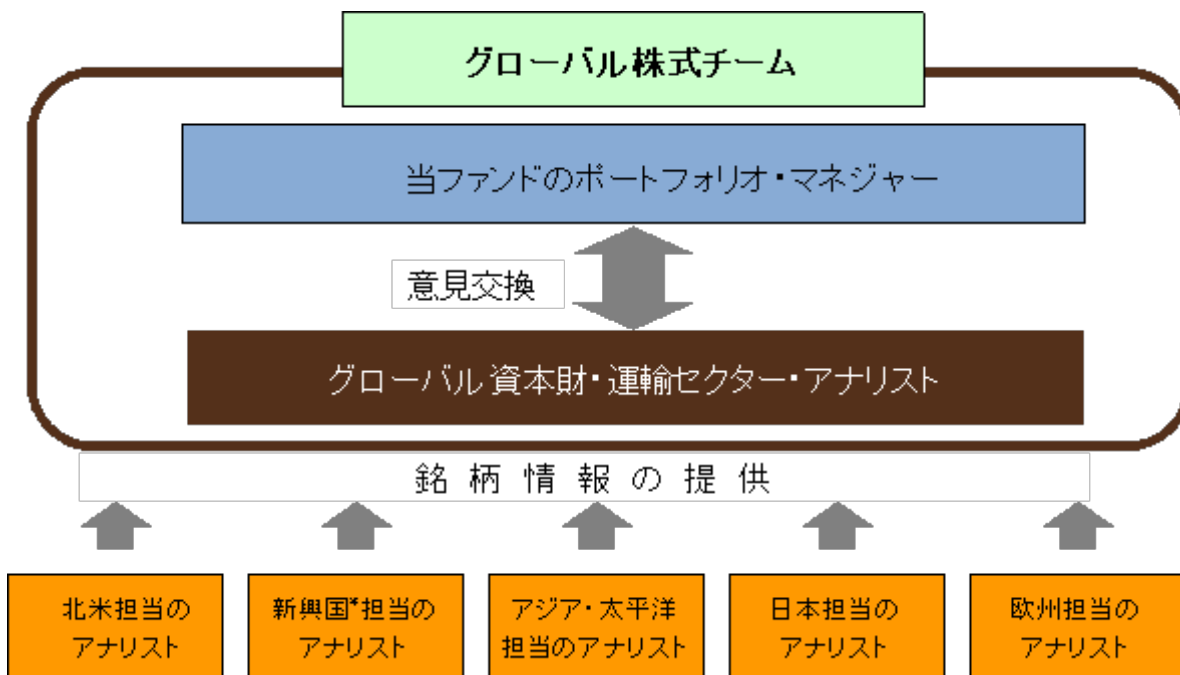 グローバル株式チーム
当ファンドのポートフォリオ・マネジャー
意見交換
グローバル資本財・運輸セクター・アナリスト
銘柄情報の提供
北米担当の
アナリスト
新興国*担当の
アナリスト
アジア・太平洋
担当のアナリスト
日本担当の
アナリスト
欧州担当の
アナリスト